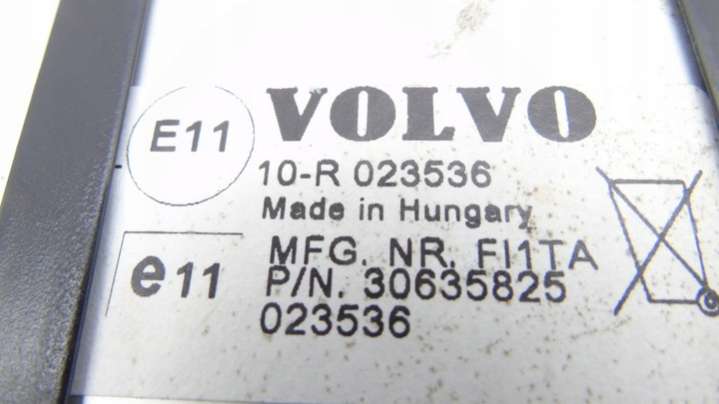 E11
VOLVO
10-R 023536
Made in Hungary
e11
MFG. NR. FI1TA
P/N. 30635825
023536